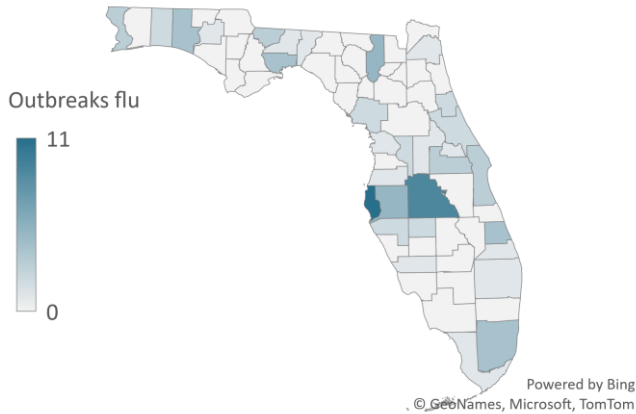 Outbreaks flu
11
0
Powered by Bing
© GeoNames, Microsoft, TomTom